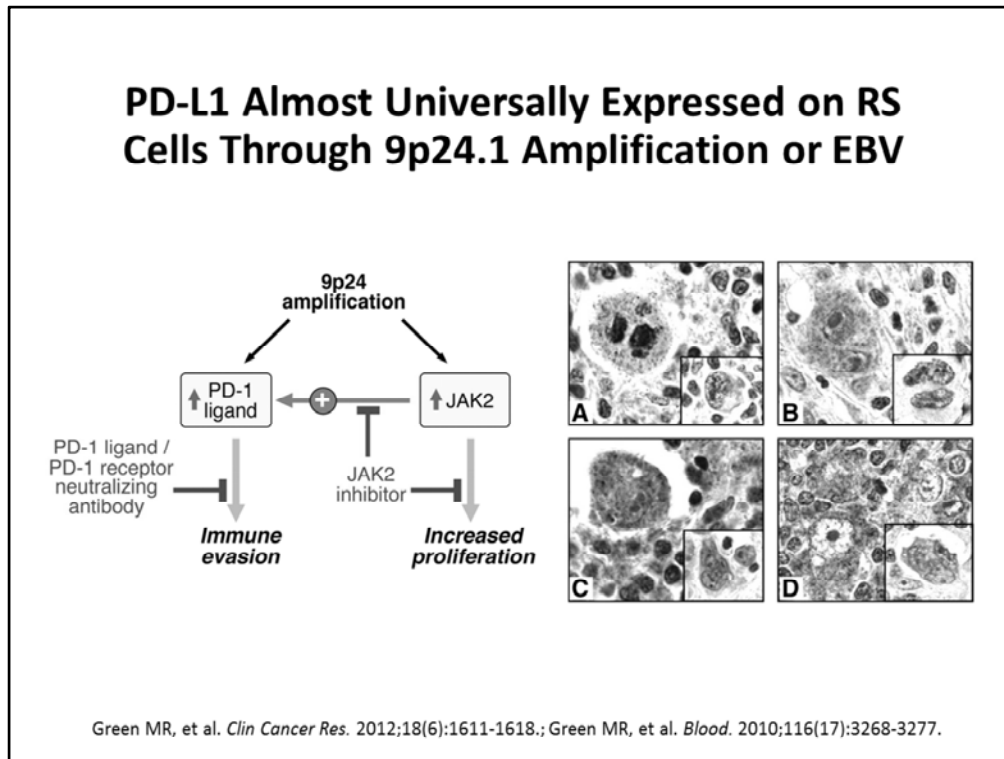 PD-L1 Almost Universally Expressed on RS
Cells Through 9p24.1 Amplification or EBV
9p24
amplification
PD-1
ligand
+
JAK2
PD-1 ligand /
PD-1 receptor
neutralizing
antibody
JAK2
inhibitor
Immune
evasion
Increased
proliferation
A
B
C
D
Green MR, et al. Clin Cancer Res. 2012;18(6):1611-1618.; Green MR, et al. Blood. 2010;116(17):3268-3277.